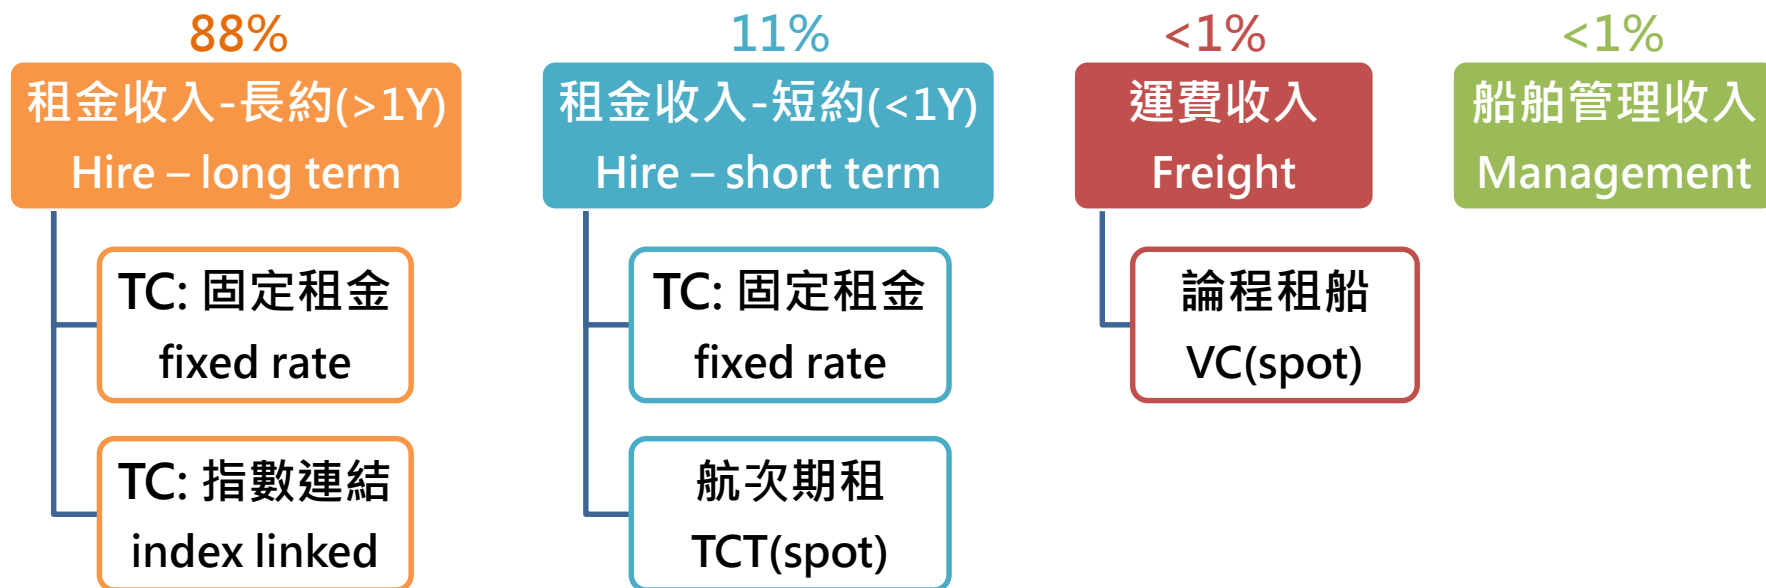 88%
租金收入-長約(>1Y)
Hire – long term
TC: 固定租金
fixed rate
TC: 指數連結
index linked
11%
租金收入-短約(<1Y)
Hire – short term
TC: 固定租金
fixed rate
航次期租
TCT(spot)
<1%
運費收入
Freight
論程租船
VC(spot)
<1%
船舶管理收入
Management